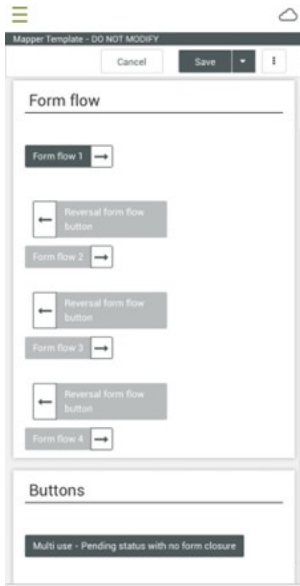 Mapper Template - DO NOT MODIFY
Cancel
Save
Form flow
Form flow 1
Reversal form flow
button
Form flow 2
Reversal form flow
button
Form flow 3
Reversal form flow
button
Form flow 4
Buttons
Multi use - Pending status with no form closure